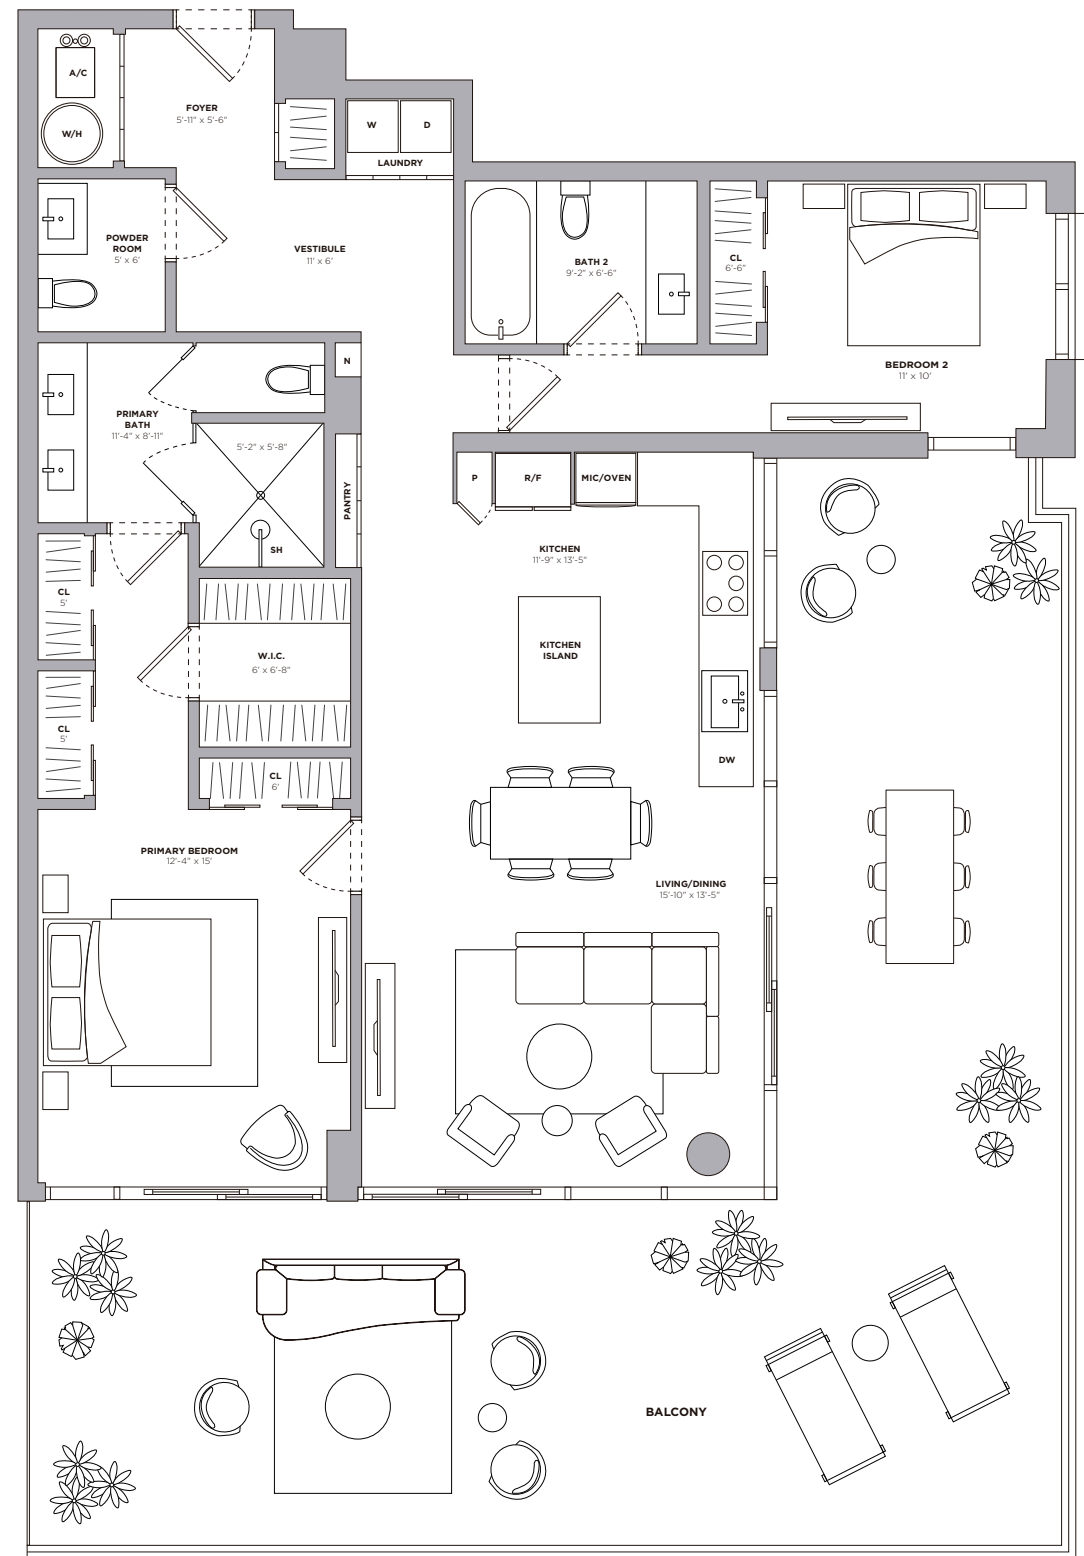 A/C
W/H
FOYER
5'-11" x 5'-6"
W
D
LAUNDRY
POWDER
ROOM
5' x 6'
VESTIBULE
11' x 6'
BATH 2
9'-2" x 6'-6"
CL
6'-6"
BEDROOM 2
11' x 10'
N
PRIMARY
BATH
11'-4" x 8'-11"
5'-2" x 5'-8"
SH
PANTRY
P
R/F
MIC/OVEN
KITCHEN
11'-9" x 13'-5"
CL
5'
W.I.C.
6' x 6'-8"
KITCHEN
ISLAND
CL
5'
CL
6'
DW
PRIMARY BEDROOM
12'-4" x 15'
LIVING/DINING
15'-10" x 13'-5"
BALCONY